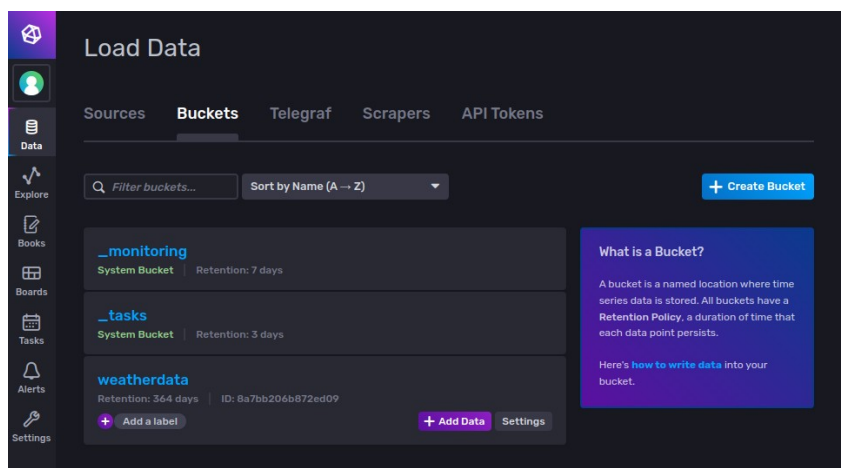 Load Data
Data
Explore
Books
Boards
Tasks
Alerts
Settings
Sources Buckets Telegraf Scrapers API Tokens
Filter buckets... Sort by Name (A → Z) + Create Bucket
_monitoring
System Bucket Retention: 7 days
_tasks
System Bucket Retention: 3 days
weatherdata
Retention: 364 days ID: 8a7bb206b872ed09
+ Add a label + Add Data Settings
What is a Bucket?
A bucket is a named location where time
series data is stored. All buckets have a
Retention Policy, a duration of time that
each data point persists.
Here's how to write data into your
bucket.